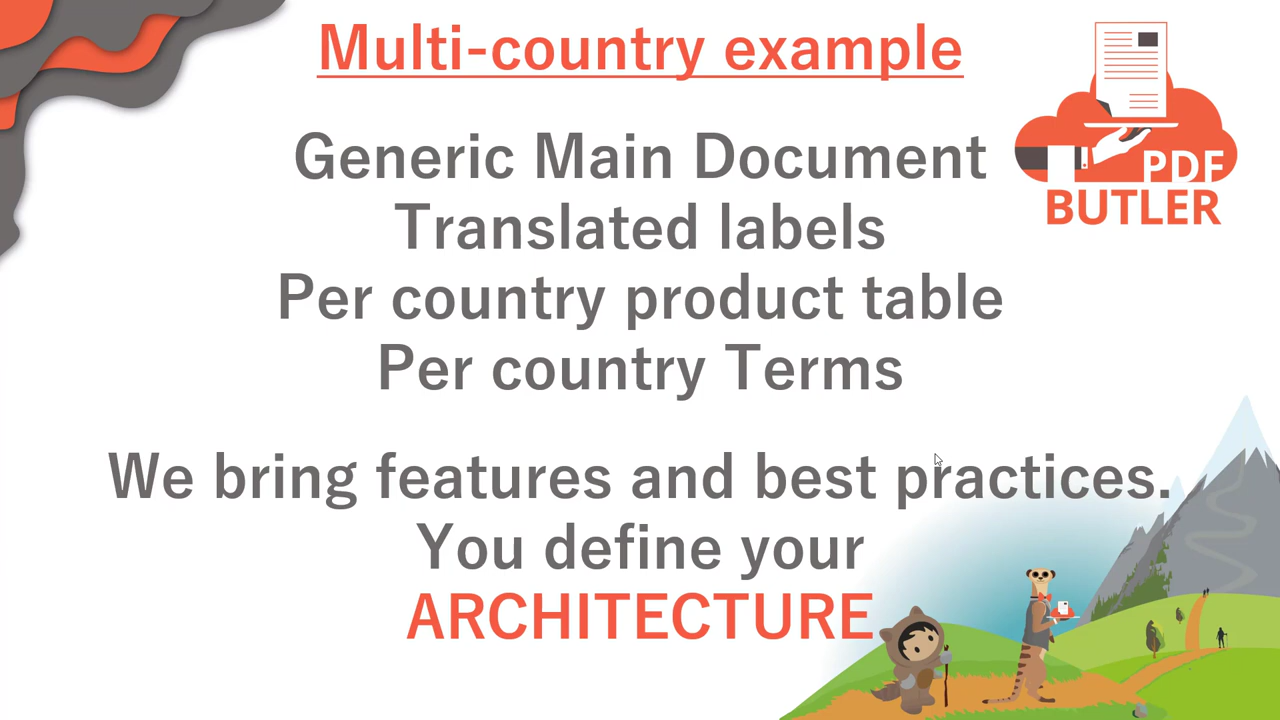 Multi-country example
PDF
BUTLER
Generic Main Document
Translated labels
Per country product table
Per country Terms
We bring features and best practices.
You define your
ARCHITECTURE